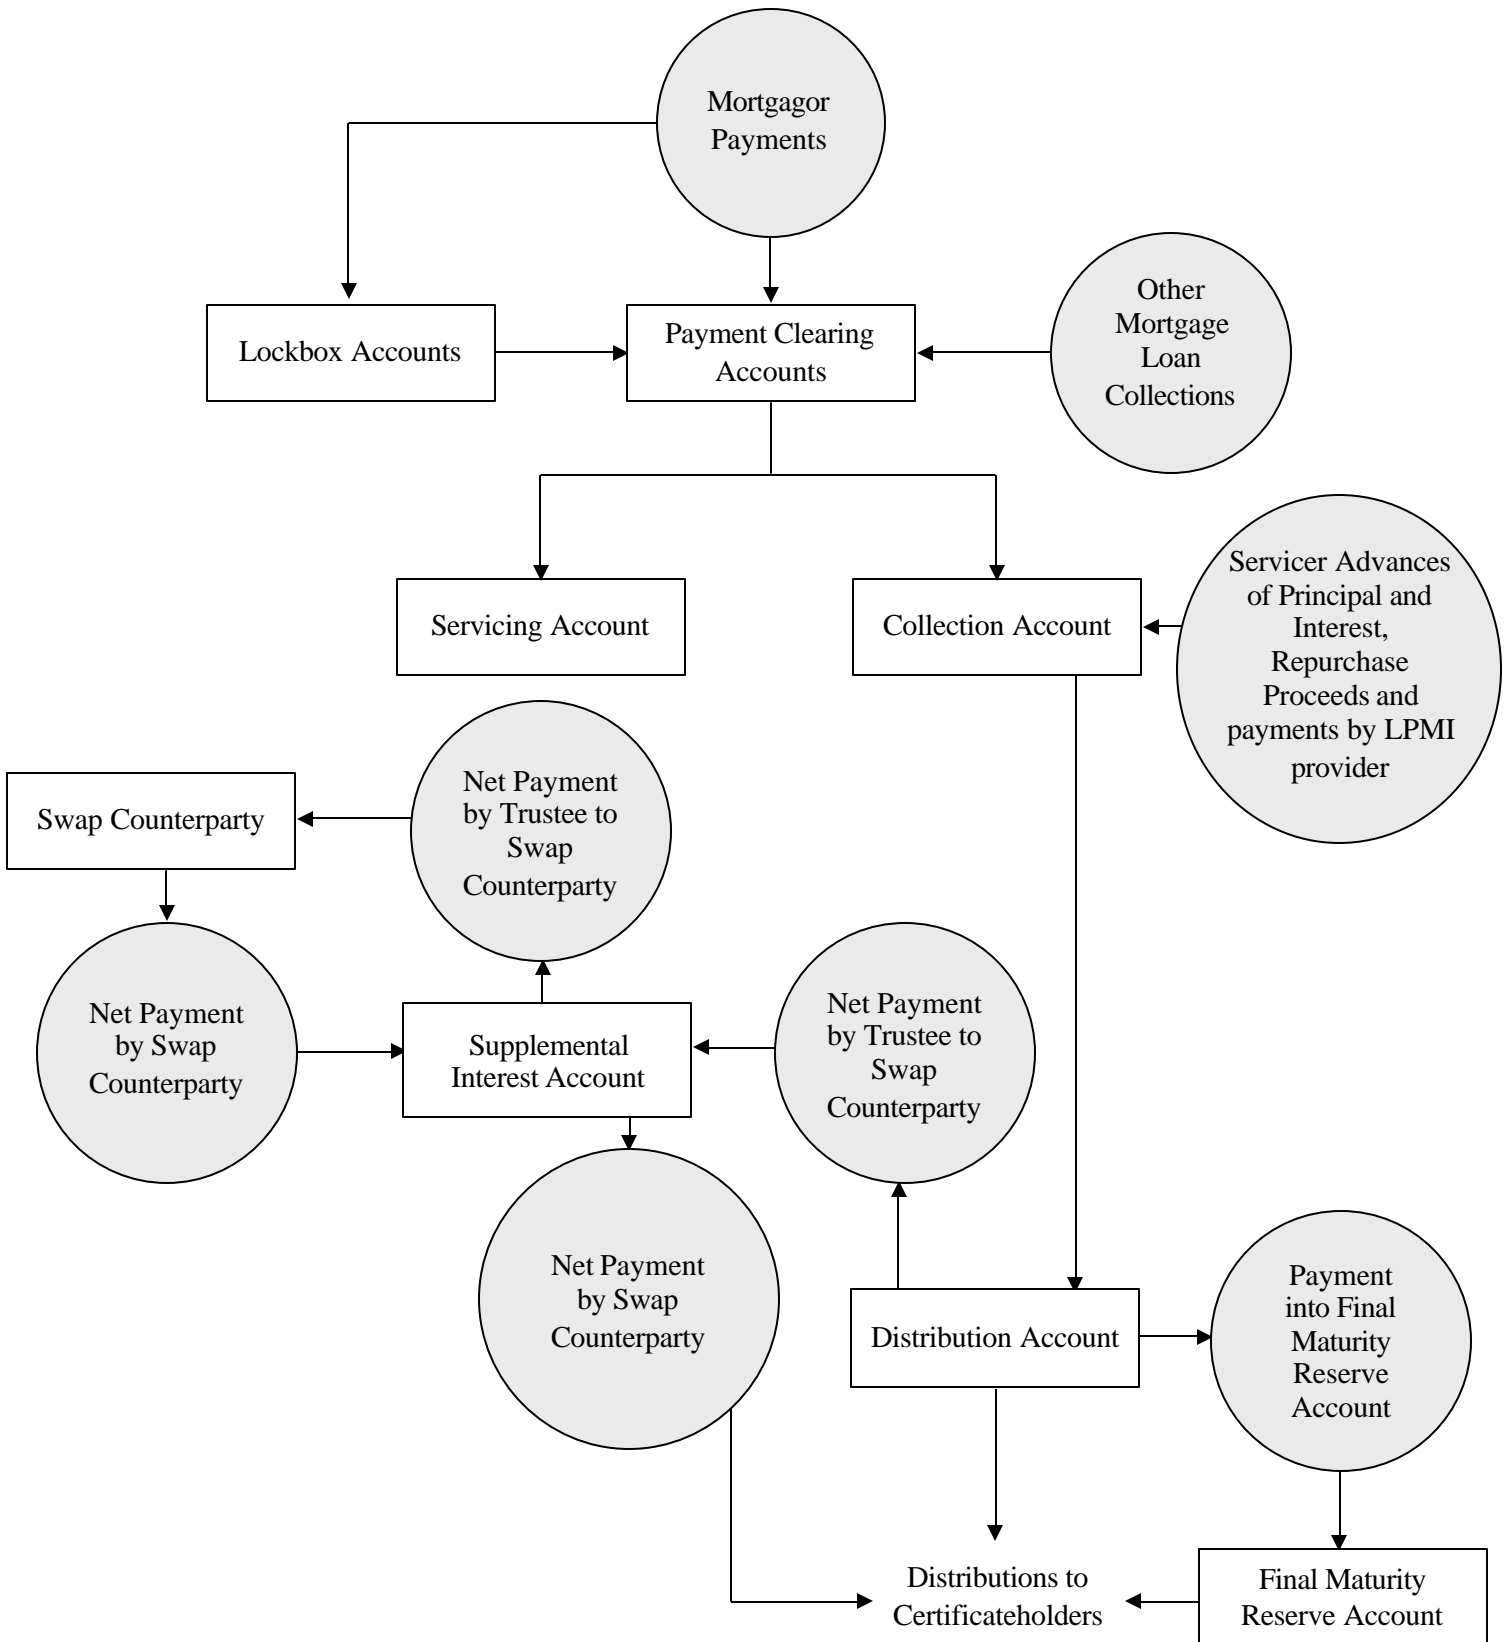 Mortgagor
Payments
Other
Mortgage
Loan
Collections
Lockbox Accounts
Payment Clearing
Accounts
Servicing Account
Collection Account
Servicer Advances
of Principal and
Interest,
Repurchase
Proceeds and
payments by LPMI
provider
Swap Counterparty
Net Payment
by Trustee to
Swap
Counterparty
Net Payment
by Swap
Counterparty
Supplemental
Interest Account
Net Payment
by Trustee to
Swap
Counterparty
Net Payment
by Swap
Counterparty
Distribution Account
Payment
into Final
Maturity
Reserve
Account
Distributions to
Certificateholders
Final Maturity
Reserve Account